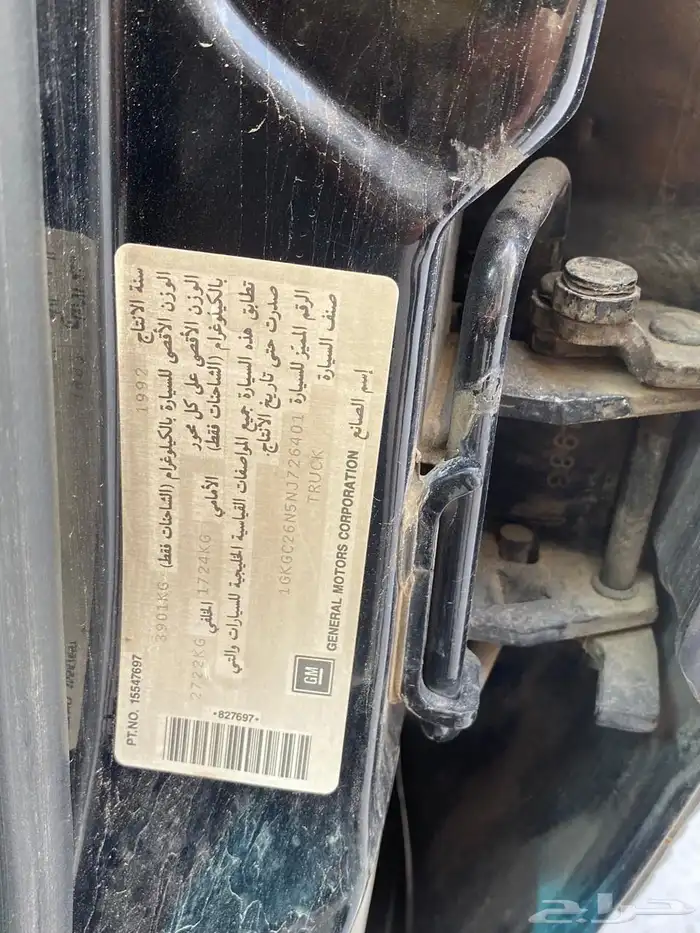 إسم الصانع GENERAL MOTORS CORPORATION GM
صنف السيارة TRUCK
الرقم المميز للسيارة 1GKGC26N5NJ726401
صدرت حتى تاريخ الانتاج
تطابق هذه السيارة جميع المواصفات القياسية الخليجية للسيارات والتي
بالكيلوغرام (الشاحنات فقط)
الوزن الأقصى على كل محور الأمامي 1724KG الخلفي 2722KG
الوزن الأقصى للسيارة بالكيلوغرام (الشاحنات فقط) 3901KG
سنة الانتاج 1992
PT.NO. 15547697
*827697*
حراج